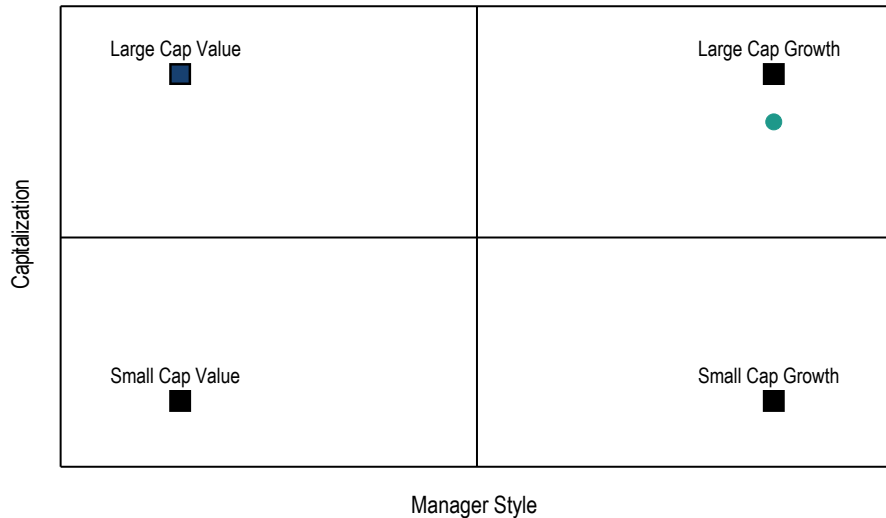 Large Cap Value
Large Cap Growth
Capitalization
Small Cap Value
Small Cap Growth
Manager Style